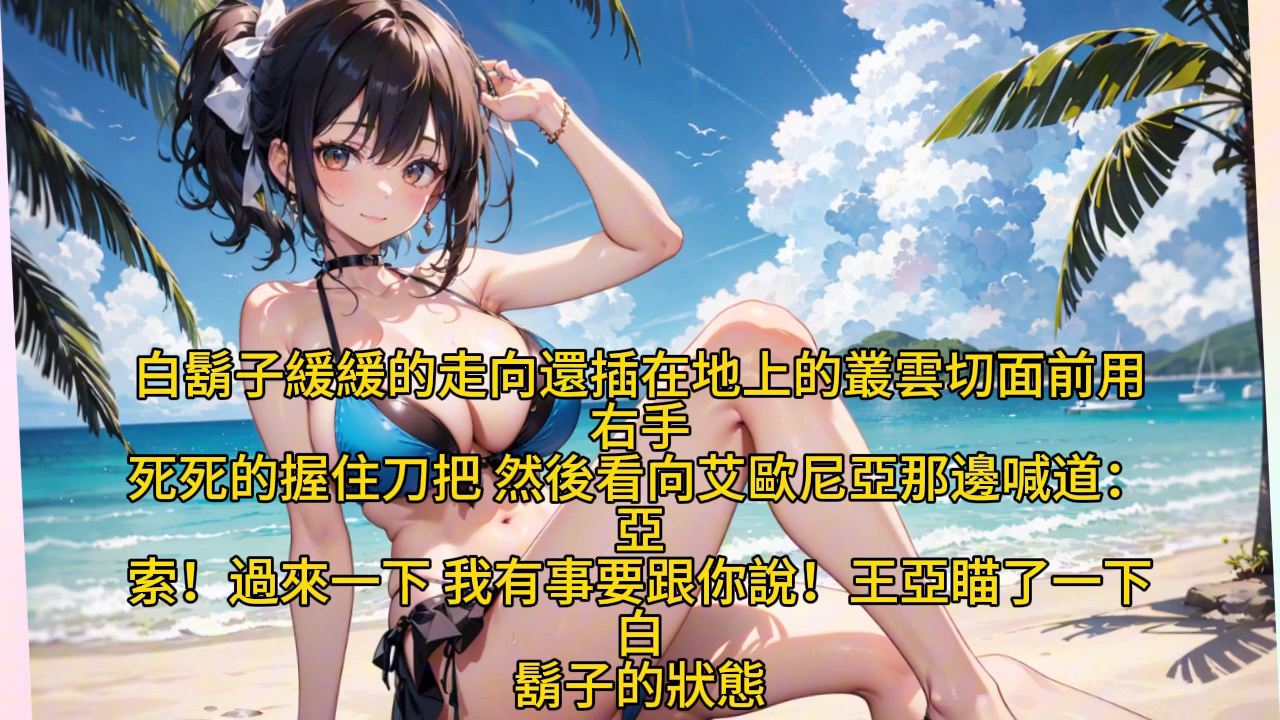 白鬍子緩緩的走向還插在地上的叢雲切面前用
右手
死死的握住刀把 然後看向艾歐尼亞那邊喊道：
亞
索！過來一下 我有事要跟你說！王亞瞄了一下
白
鬍子的狀態